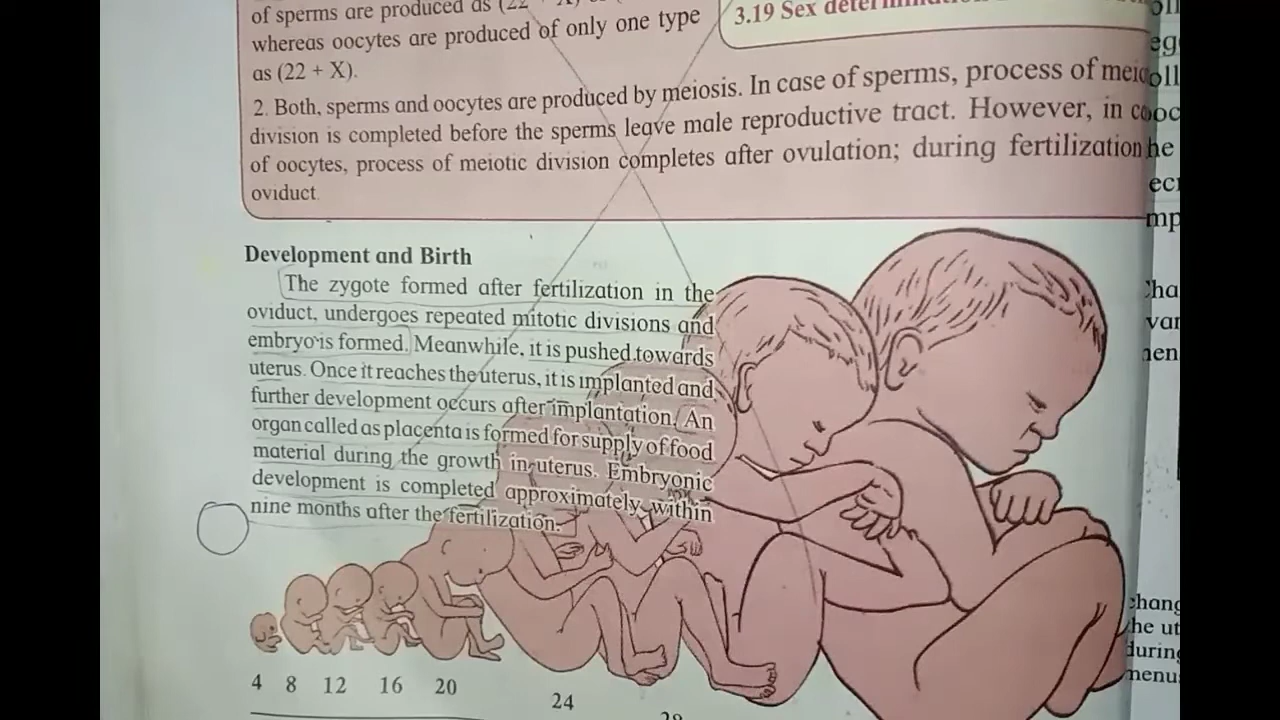 of sperms are produced as (22
whereas oocytes are produced of only one type
as (22 + X).
3.19 Sex
2. Both, sperms and oocytes are produced by meiosis. In case of sperms, process of
division is completed before the sperms leave male reproductive tract. However, in
of oocytes, process of meiotic division completes after ovulation; during fertilization
oviduct.
Development and Birth
The zygote formed after fertilization in the
oviduct, undergoes repeated mitotic divisions and
embryo is formed. Meanwhile, it is pushed towards
uterus. Once it reaches the uterus, it is implanted and
further development occurs after implantation. An
organ called as placenta is formed for supply of food
material during the growth in uterus. Embryonic
development is completed approximately within
nine months after the fertilization.
4 8 12 16 20
24